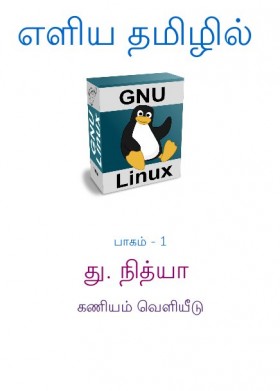 எளிய தமிழில்
GNU
Linux
GNU
Linux
பாகம் - 1
து. நித்யா
கணியம் வெளியீடு